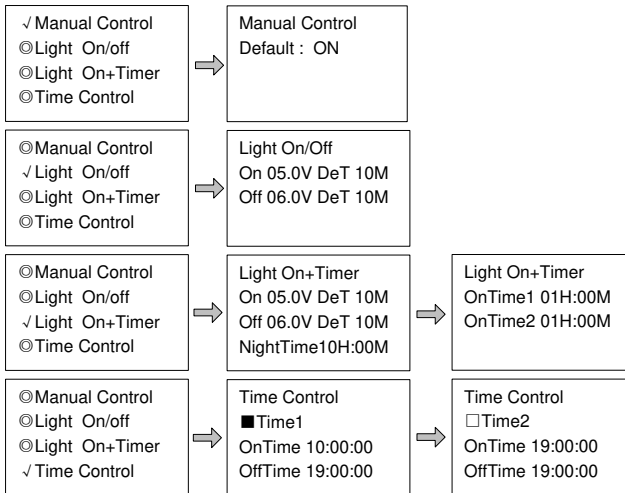 √ Manual Control
◎Light On/off
◎Light On+Timer
◎Time Control
Manual Control
Default : ON
◎Manual Control
√ Light On/off
◎Light On+Timer
◎Time Control
Light On/Off
On 05.0V DeT 10M
Off 06.0V DeT 10M
◎Manual Control
◎Light On/off
√ Light On+Timer
◎Time Control
Light On+Timer
On 05.0V DeT 10M
Off 06.0V DeT 10M
NightTime10H:00M
Light On+Timer
OnTime1 01H:00M
OnTime2 01H:00M
◎Manual Control
◎Light On/off
◎Light On+Timer
√ Time Control
Time Control
■Time1
OnTime 10:00:00
OffTime 19:00:00
Time Control
□Time2
OnTime 19:00:00
OffTime 19:00:00